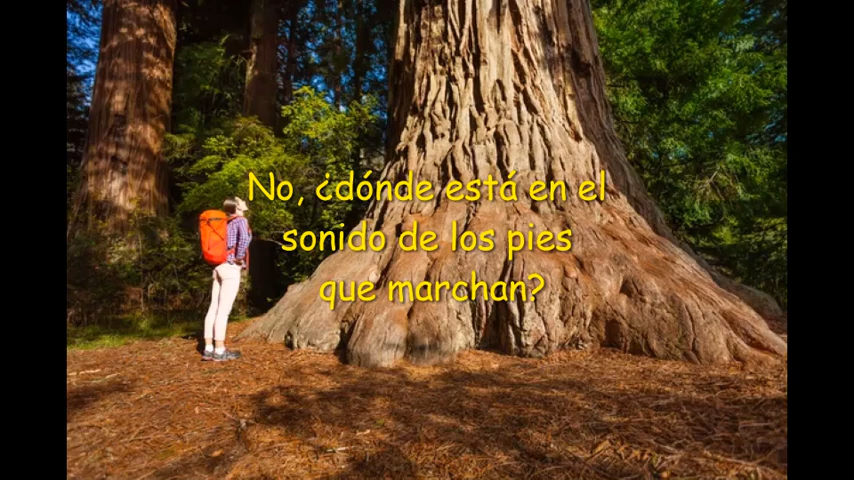 No, ¿dónde está en el
sonido de los pies
que marchan?